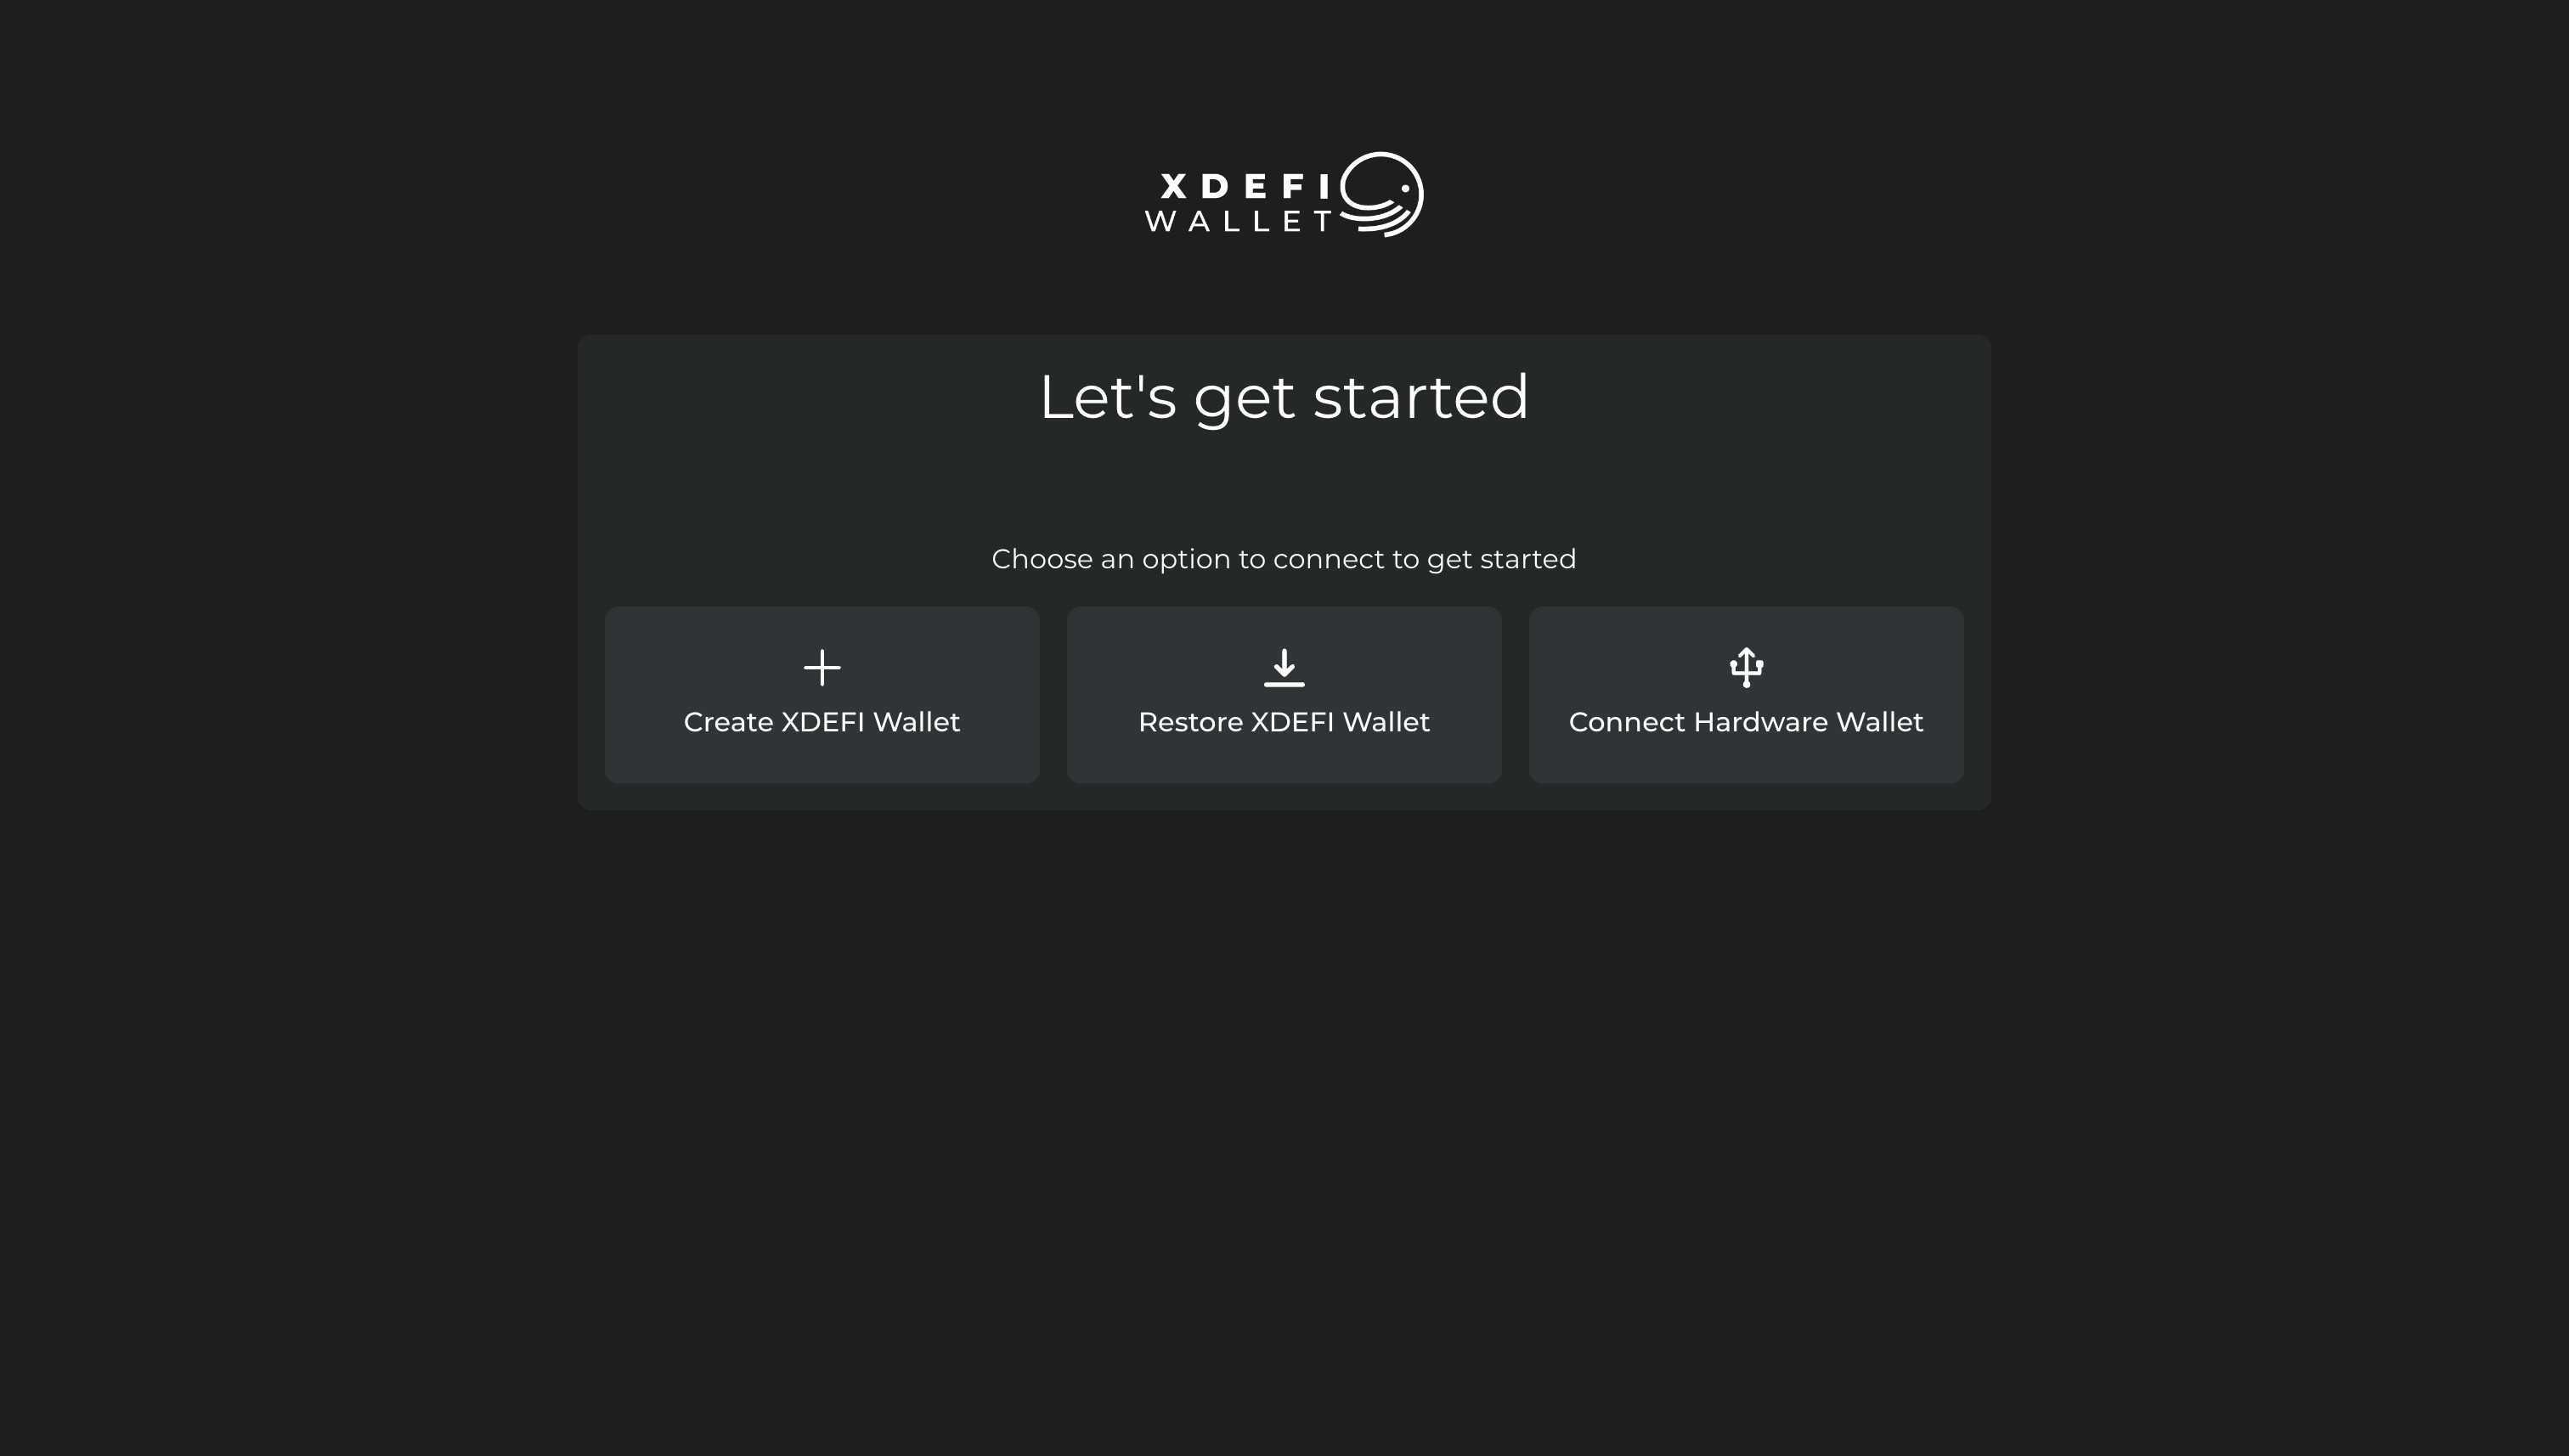 XDEFI
WALLET
Let's get started
Choose an option to connect to get started
Create XDEFI Wallet
Restore XDEFI Wallet
Connect Hardware Wallet